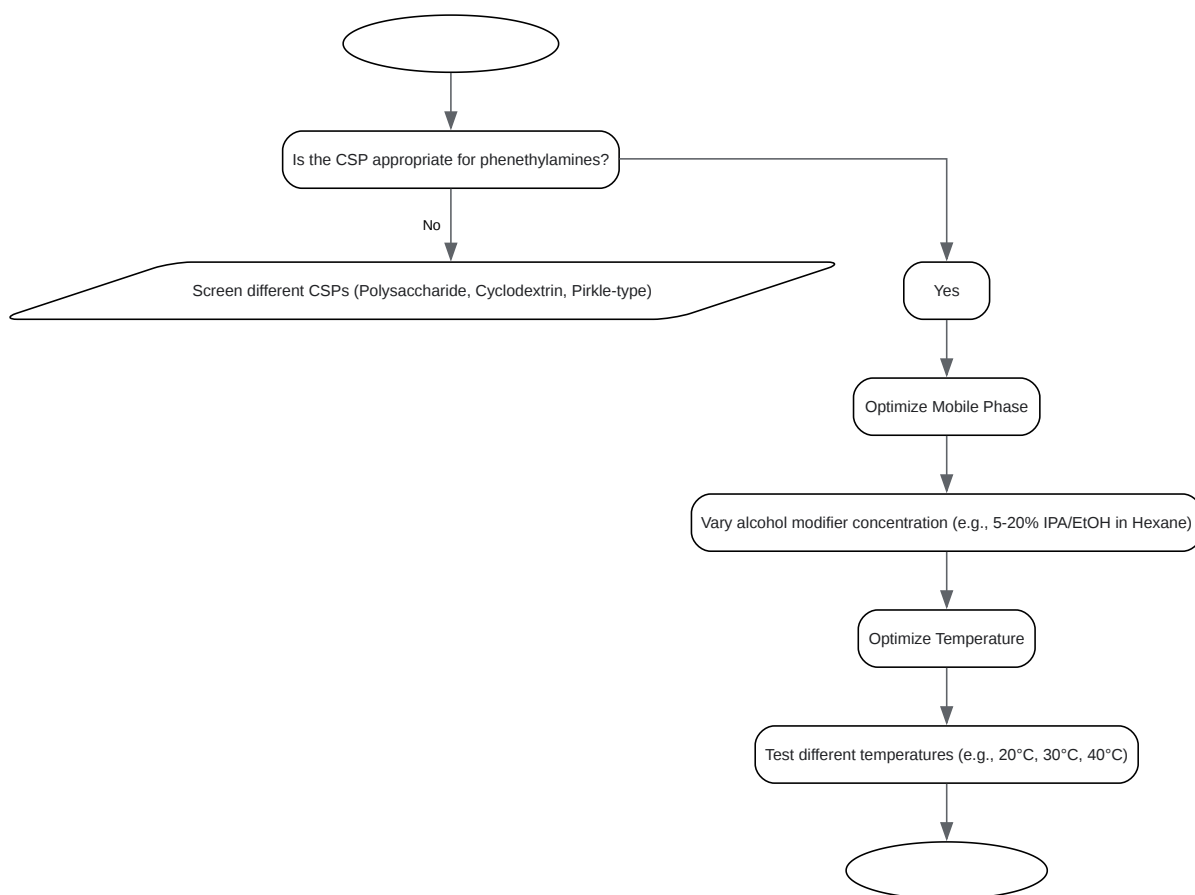 Is the CSP appropriate for phenethylamines?
No
Screen different CSPs (Polysaccharide, Cyclodextrin, Pirkle-type)
Yes
Optimize Mobile Phase
Vary alcohol modifier concentration (e.g., 5-20% IPA/EtOH in Hexane)
Optimize Temperature
Test different temperatures (e.g., 20°C, 30°C, 40°C)